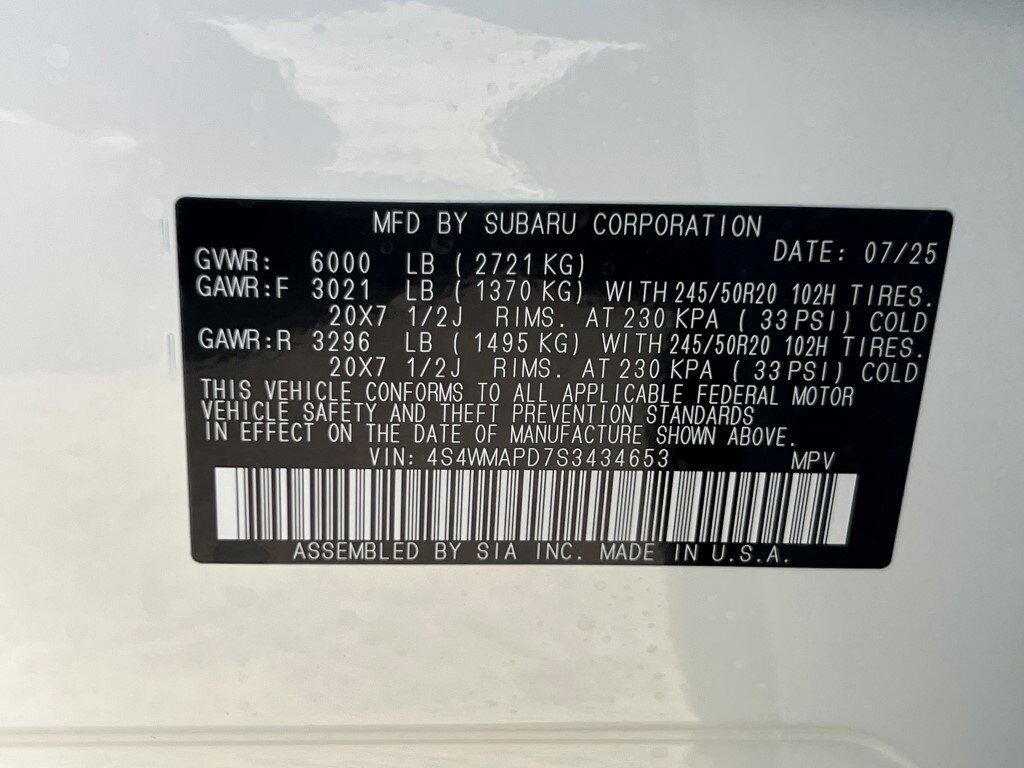 MFD BY SUBARU CORPORATION
DATE: 07/25
GVWR: 6000 LB ( 2721 KG)
GAWR:F 3021 LB ( 1370 KG) WITH 245/50R20 102H TIRES.
20X7 1/2J RIMS. AT 230 KPA ( 33 PSI) COLD
GAWR:R 3296 LB ( 1495 KG) WITH 245/50R20 102H TIRES.
20X7 1/2J RIMS. AT 230 KPA ( 33 PSI) COLD
THIS VEHICLE CONFORMS TO ALL APPLICABLE FEDERAL MOTOR
VEHICLE SAFETY AND THEFT PREVENTION STANDARDS
IN EFFECT ON THE DATE OF MANUFACTURE SHOWN ABOVE.
VIN: 4S4WMAPD7S3434653 MPV
ASSEMBLED BY SIA INC. MADE IN U.S.A.